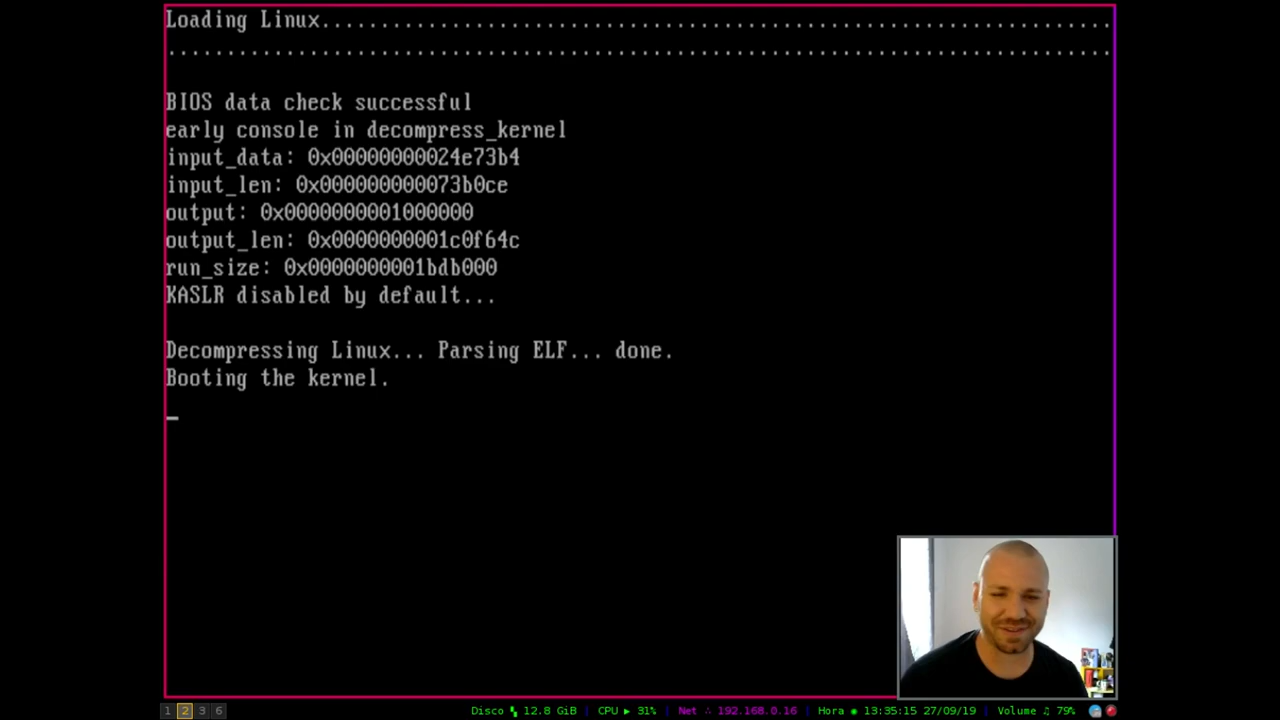 Loading Linux...................................................................
................................................................................
BIOS data check successful
early console in decompress_kernel
input_data: 0x00000000024e73b4
input_len: 0x000000000073b0ce
output: 0x0000000001000000
output_len: 0x0000000001c0f64c
run_size: 0x0000000001bdb000
KASLR disabled by default...
Decompressing Linux... Parsing ELF... done.
Booting the kernel.
_
1 2 3 6 Disco ▚ 12.8 GiB | CPU ▶ 31% | Net ∴ 192.168.0.16 | Hora ◉ 13:35:15 27/09/19 | Volume ♫ 79%